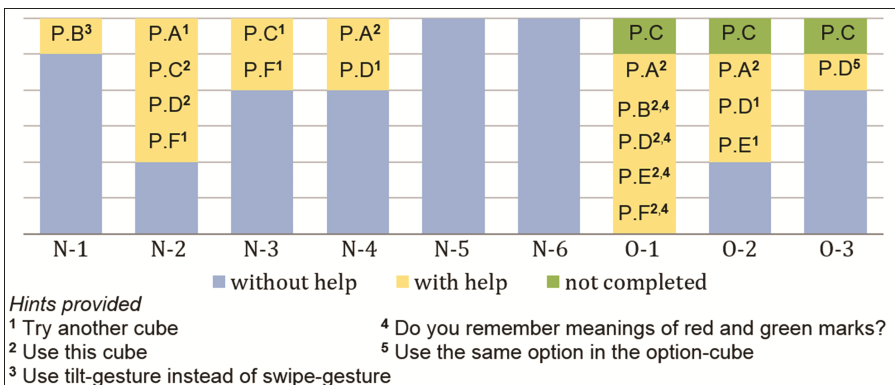 P.B³ P.A¹ P.C¹ P.A² P.C P.C P.C
P.C² P.F¹ P.D¹ P.A² P.A² P.D⁵
P.D² P.B²,⁴ P.D¹
P.F¹ P.D²,⁴ P.E¹
P.E²,⁴
P.F²,⁴
N-1 N-2 N-3 N-4 N-5 N-6 O-1 O-2 O-3
without help with help not completed
Hints provided
¹ Try another cube
² Use this cube
³ Use tilt-gesture instead of swipe-gesture
⁴ Do you remember meanings of red and green marks?
⁵ Use the same option in the option-cube